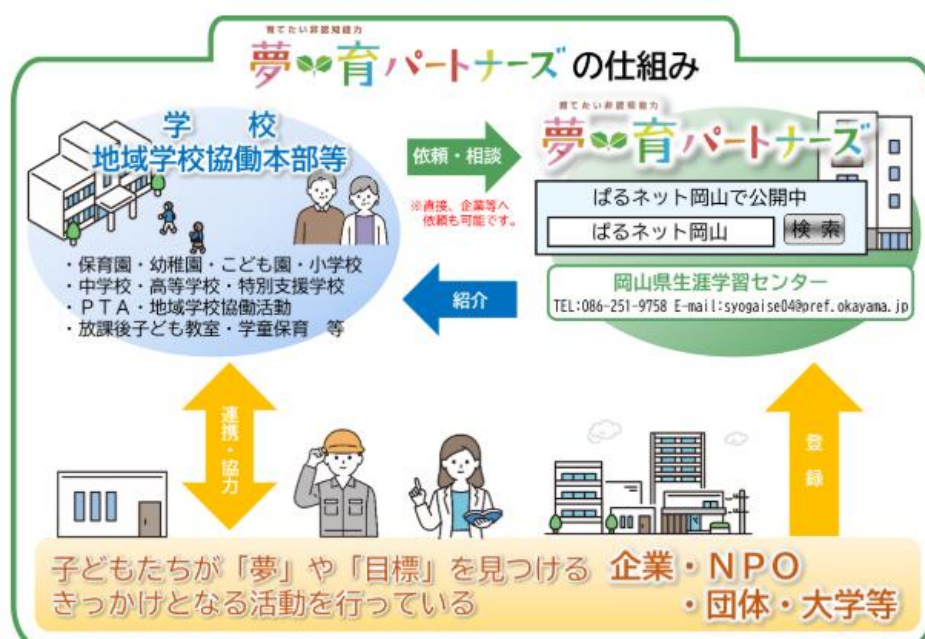 育てたい非認知能力
夢育パートナーズの仕組み
学　校
地域学校協働本部等
・保育園・幼稚園・こども園・小学校
・中学校・高等学校・特別支援学校
・ＰＴＡ・地域学校協働活動
・放課後子ども教室・学童保育　等
依頼・相談
※直接、企業等へ
依頼も可能です。
紹介
育てたい非認知能力
夢育パートナーズ
ぱるネット岡山で公開中
ぱるネット岡山
検 索
岡山県生涯学習センター
TEL:086-251-9758 E-mail:syogaise04@pref.okayama.jp
連携・協力
登録
子どもたちが「夢」や「目標」を見つける
きっかけとなる活動を行っている
企業・ＮＰＯ
・団体・大学等